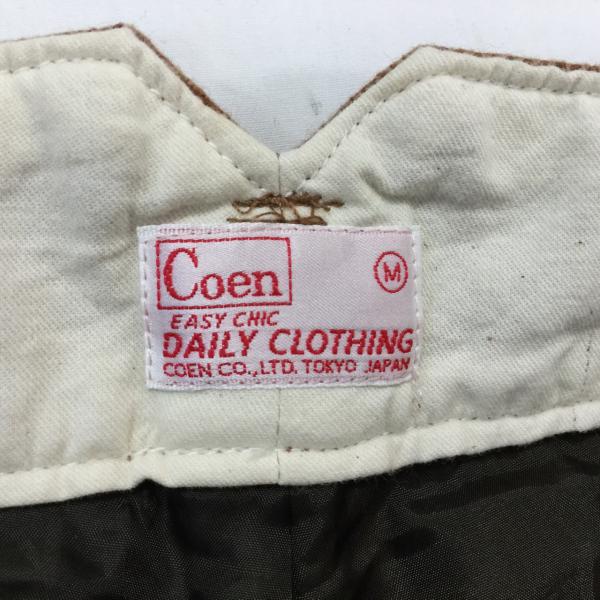 Coen
M
EASY CHIC
DAILY CLOTHING
COEN CO., LTD. TOKYO JAPAN